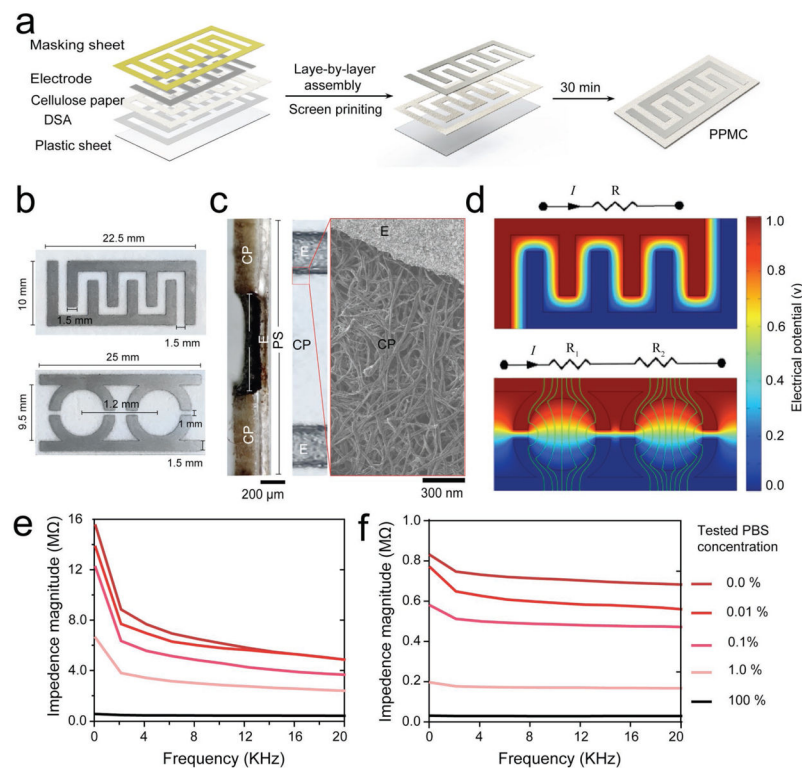 a
Masking sheet
Electrode
Cellulose paper
DSA
Plastic sheet
Laye-by-layer
assembly
Screen priniting
30 min
PPMC
b
22.5 mm
10 mm
1.5 mm
1.5 mm
25 mm
9.5 mm
1.2 mm
1 mm
1.5 mm
c
CP
E
CP
PS
E
CP
E
E
CP
200 µm
300 nm
d
I
R
I
R1
R2
1.0
0.8
0.6
0.4
0.2
0.0
Electrical potential (v)
e
Impedence magnitude (MΩ)
16
12
8.0
4.0
0.0
0
4
8
12
16
20
Frequency (KHz)
f
Impedence magnitude (MΩ)
1.0
0.8
0.6
0.4
0.2
0.0
0
4
8
12
16
20
Frequency (KHz)
Tested PBS
concentration
0.0 %
0.01 %
0.1%
1.0 %
100 %